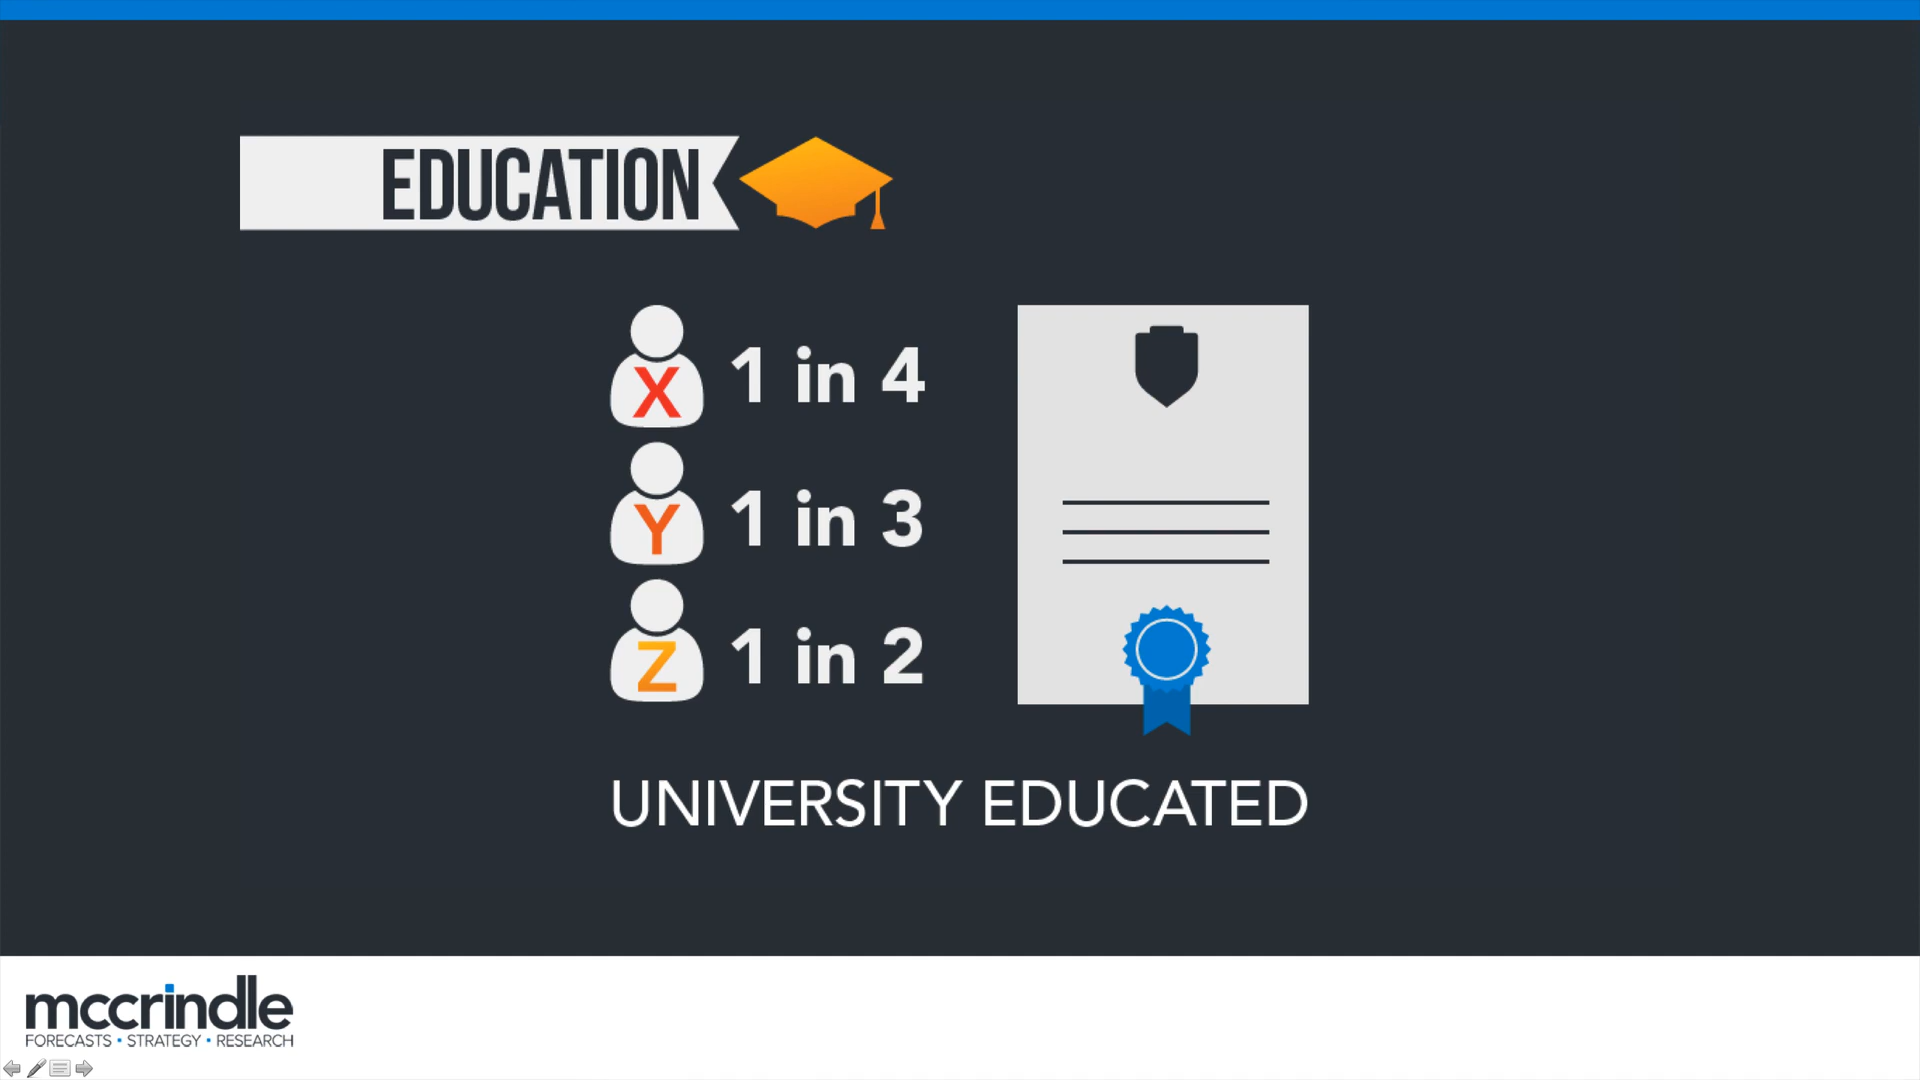 EDUCATION
X 1 in 4
Y 1 in 3
Z 1 in 2
UNIVERSITY EDUCATED
mccrindle
FORECASTS • STRATEGY • RESEARCH